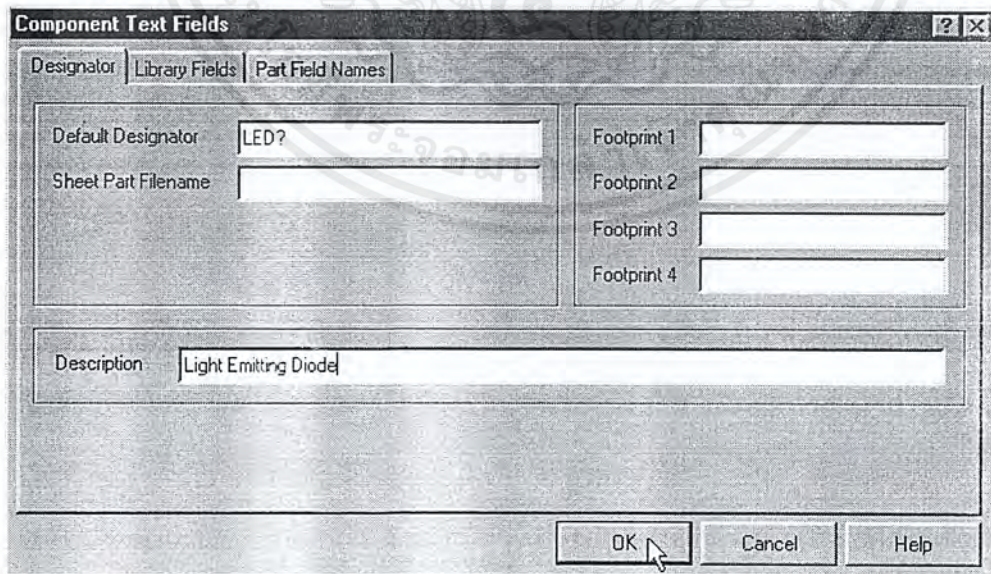 Component Text Fields
Designator Library Fields Part Field Names
Default Designator LED?
Sheet Part Filename
Footprint 1
Footprint 2
Footprint 3
Footprint 4
Description Light Emitting Diode
OK Cancel Help